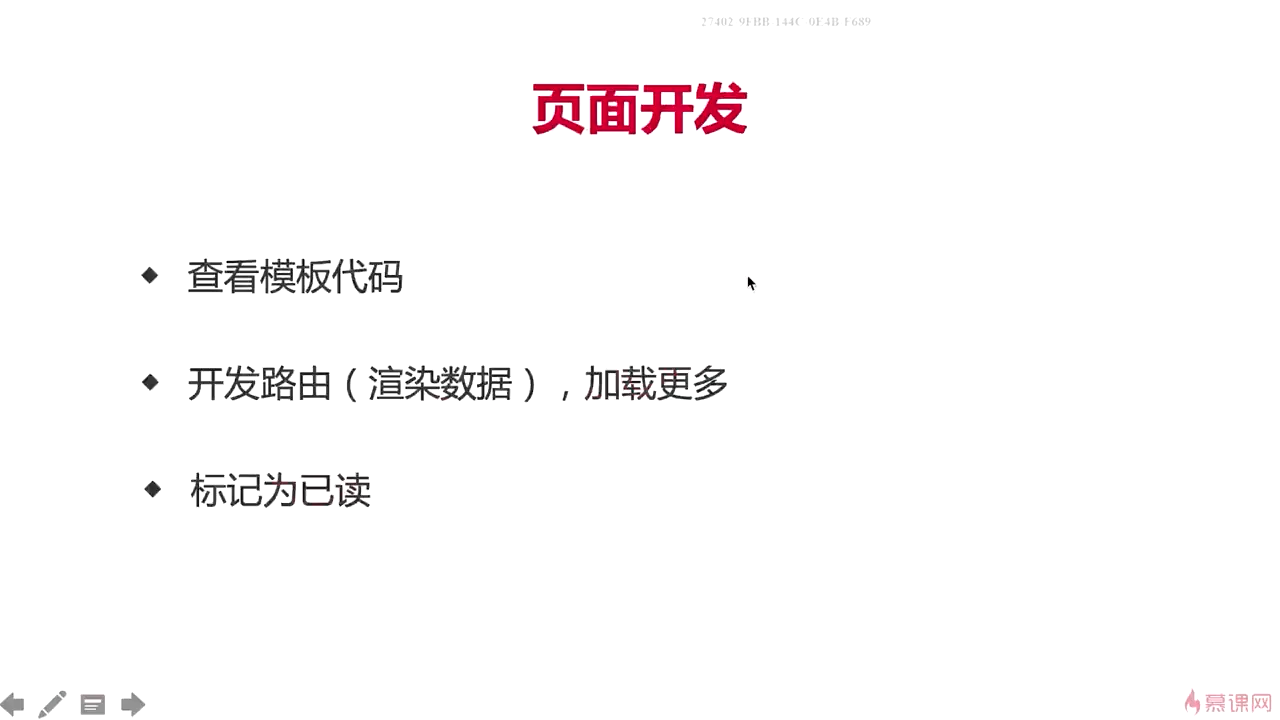 页面开发
◆ 查看模板代码
◆ 开发路由（渲染数据），加载更多
◆ 标记为已读
慕课网